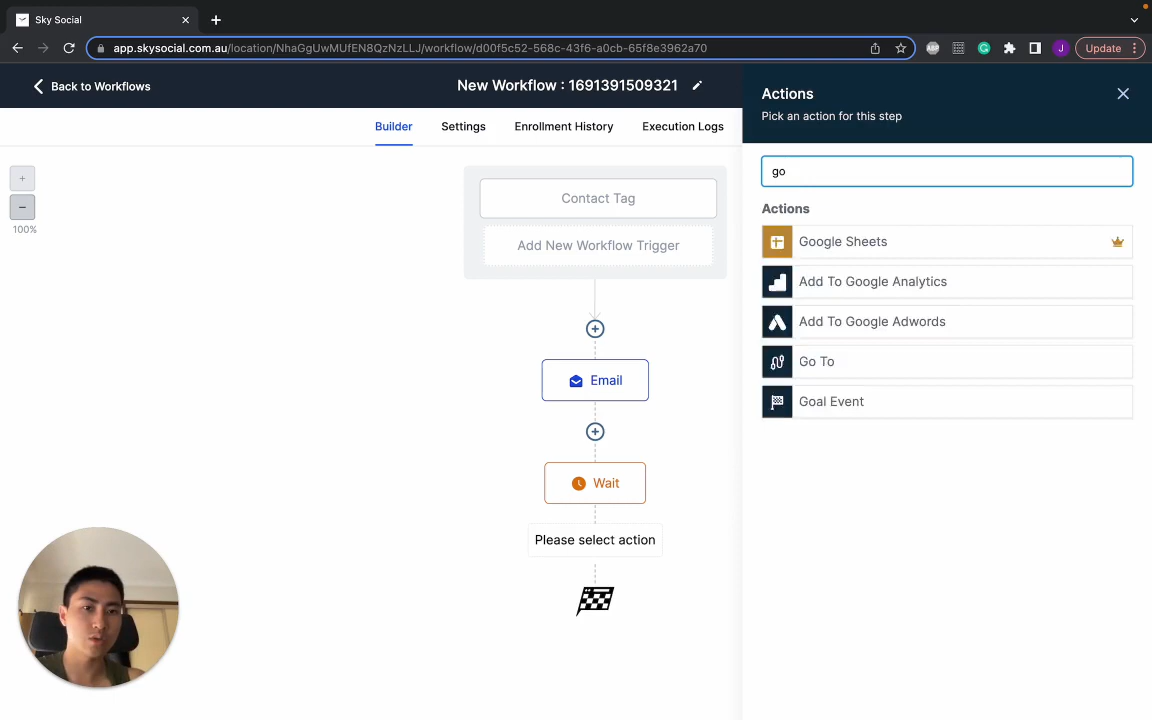 Sky Social
app.skysocial.com.au/location/NhaGgUwMUfEN8QzNzLLJ/workflow/d00f5c52-568c-43f6-a0cb-65f8e3962a70
ABP
G
J
Update
Back to Workflows
New Workflow : 1691391509321
Builder
Settings
Enrollment History
Execution Logs
+
−
100%
Contact Tag
Add New Workflow Trigger
Email
Wait
Please select action
Actions
Pick an action for this step
go
Actions
Google Sheets
Add To Google Analytics
Add To Google Adwords
Go To
Goal Event